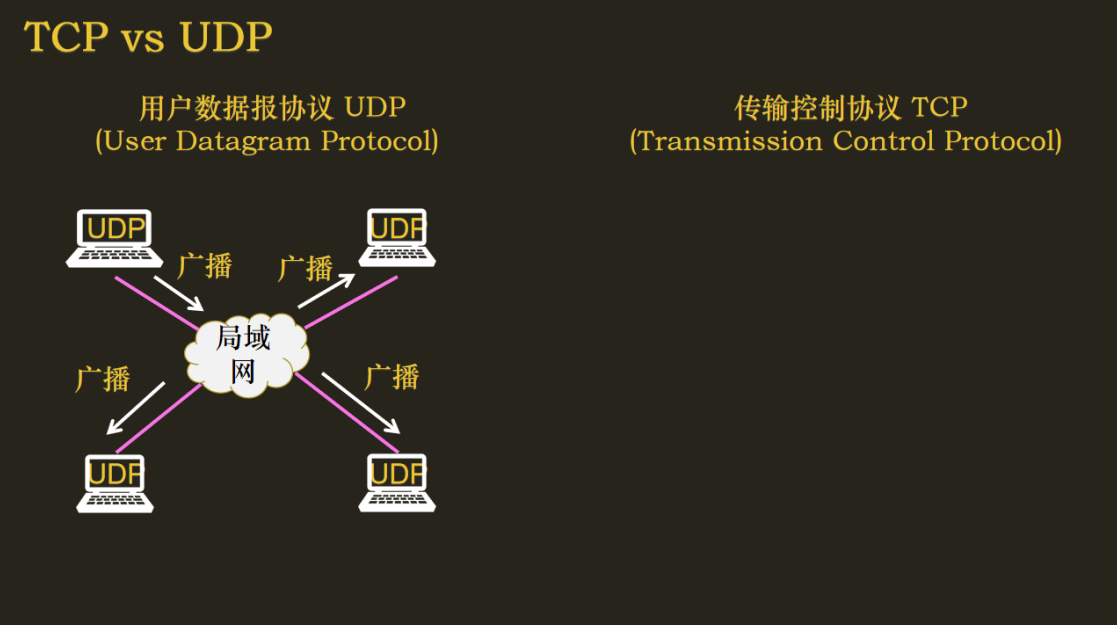 TCP vs UDP
用户数据报协议 UDP
(User Datagram Protocol)
传输控制协议 TCP
(Transmission Control Protocol)
UDP
UDP
广播
广播
局域
网
广播
广播
UDP
UDP